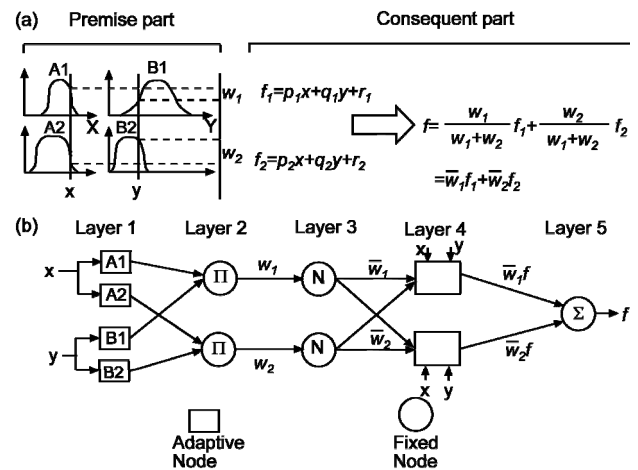 (a) Premise part Consequent part
A1 B1
w1
X Y
A2 B2
w2
x y
f1=p1x+q1y+r1
f2=p2x+q2y+r2
f= w1/w1+w2 f1+ w2/w1+w2 f2
=w̅1f1+w̅2f2
(b) Layer 1 Layer 2 Layer 3 Layer 4 Layer 5
x y
x A1 Π w1 N w̅1 w̅1f
A2
Σ f
y B1 Π w2 N w̅2 w̅2f
B2
x y
Adaptive Node
Fixed Node